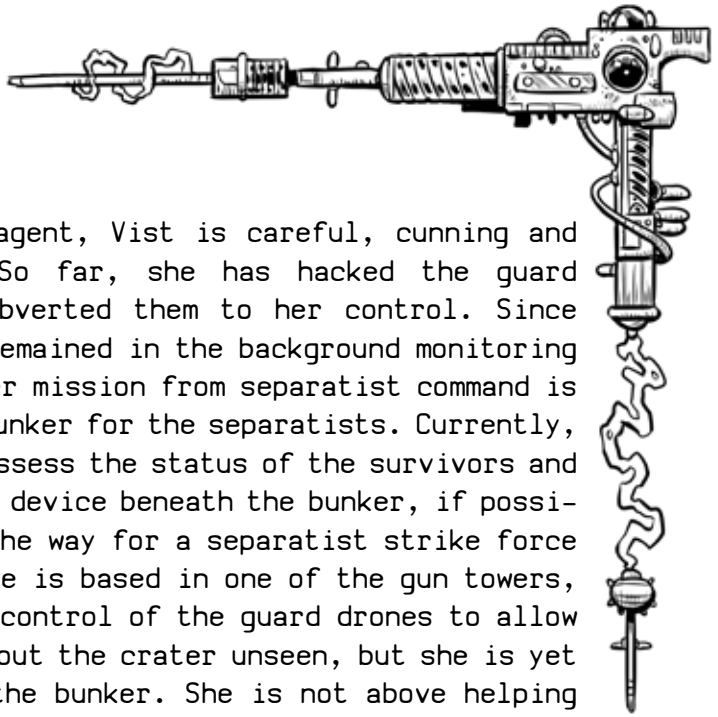 agent, Vist is careful, cunning and
So far, she has hacked the guard
bverted them to her control. Since
emained in the background monitoring
r mission from separatist command is
unker for the separatists. Currently,
ssess the status of the survivors and
device beneath the bunker, if possi-
he way for a separatist strike force
e is based in one of the gun towers,
control of the guard drones to allow
out the crater unseen, but she is yet
the bunker. She is not above helping